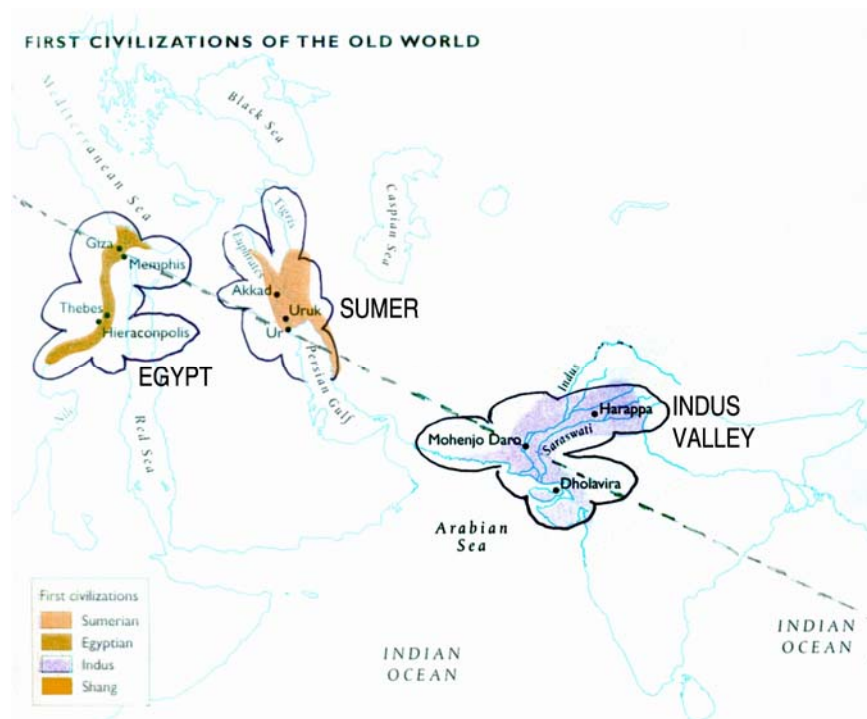 FIRST CIVILIZATIONS OF THE OLD WORLD
Mediterranean Sea
Black Sea
Caspian Sea
Tigris
Euphrates
Giza
Memphis
Akkad
Uruk
SUMER
Thebes
Hieraconpolis
Ur
EGYPT
Persian Gulf
Nile
Red Sea
Indus
Harappa
INDUS
VALLEY
Mohenjo Daro
Saraswati
Dholavira
Arabian
Sea
First civilizations
Sumerian
Egyptian
Indus
Shang
INDIAN
OCEAN
INDIAN
OCEAN